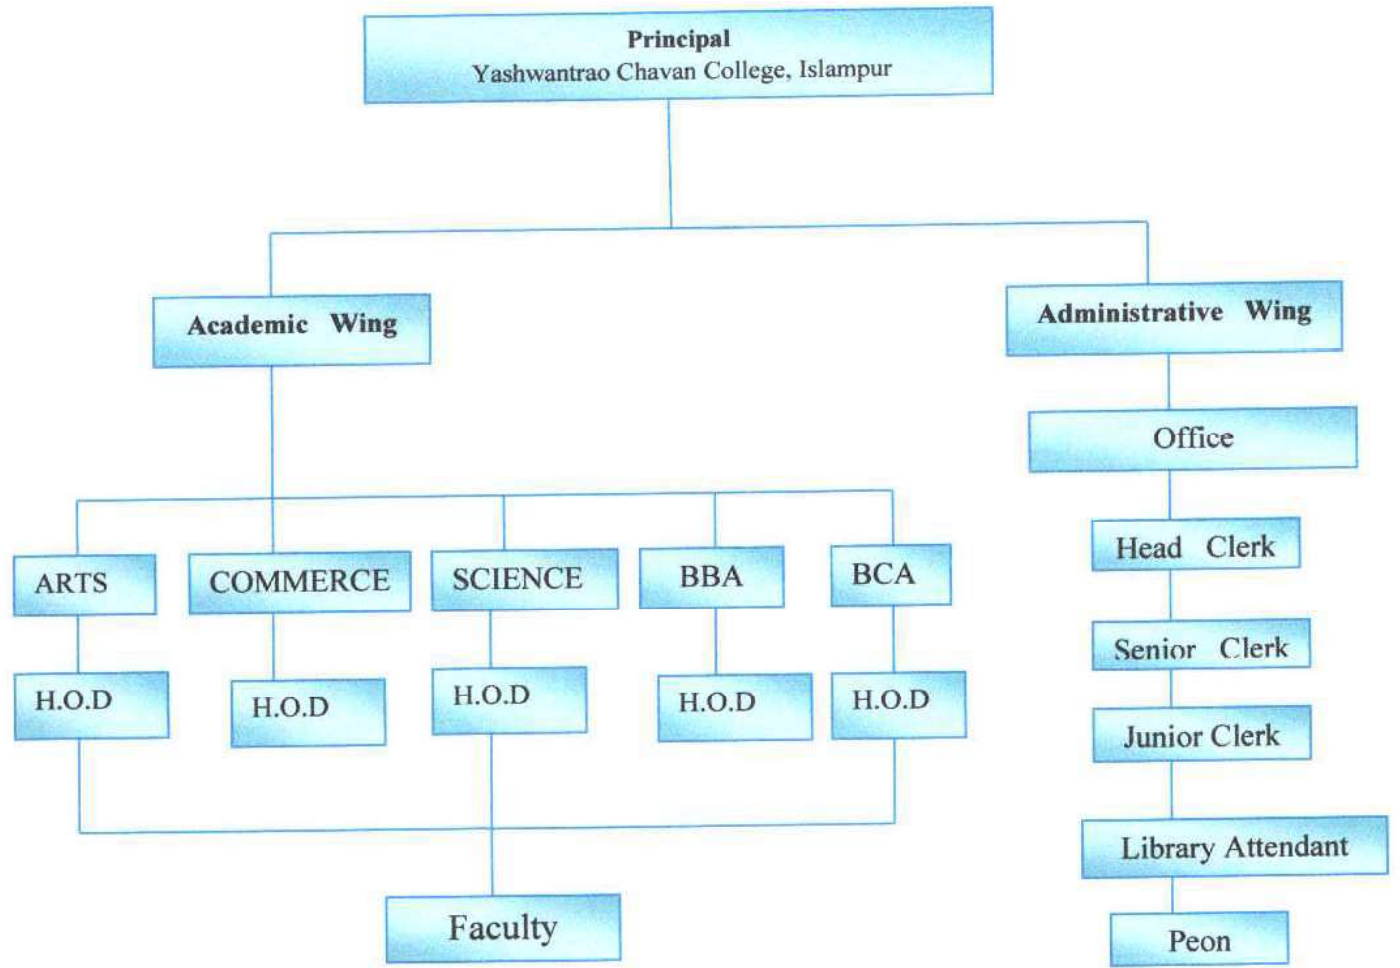 Principal
Yashwantrao Chavan College, Islampur
Academic Wing
Administrative Wing
Office
ARTS
COMMERCE
SCIENCE
BBA
BCA
Head Clerk
Senior Clerk
H.O.D
H.O.D
H.O.D
H.O.D
H.O.D
Junior Clerk
Library Attendant
Faculty
Peon